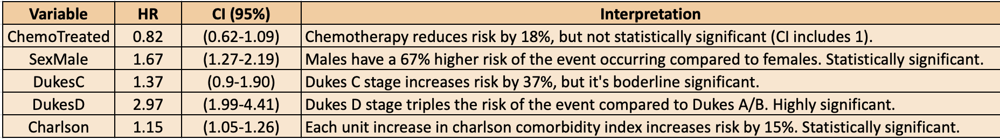 Variable HR CI (95%) Interpretation
ChemoTreated 0.82 (0.62-1.09) Chemotherapy reduces risk by 18%, but not statistically significant (CI includes 1).
SexMale 1.67 (1.27-2.19) Males have a 67% higher risk of the event occurring compared to females. Statistically significant.
DukesC 1.37 (0.9-1.90) Dukes C stage increases risk by 37%, but it's boderline significant.
DukesD 2.97 (1.99-4.41) Dukes D stage triples the risk of the event compared to Dukes A/B. Highly significant.
Charlson 1.15 (1.05-1.26) Each unit increase in charlson comorbidity index increases risk by 15%. Statistically significant.